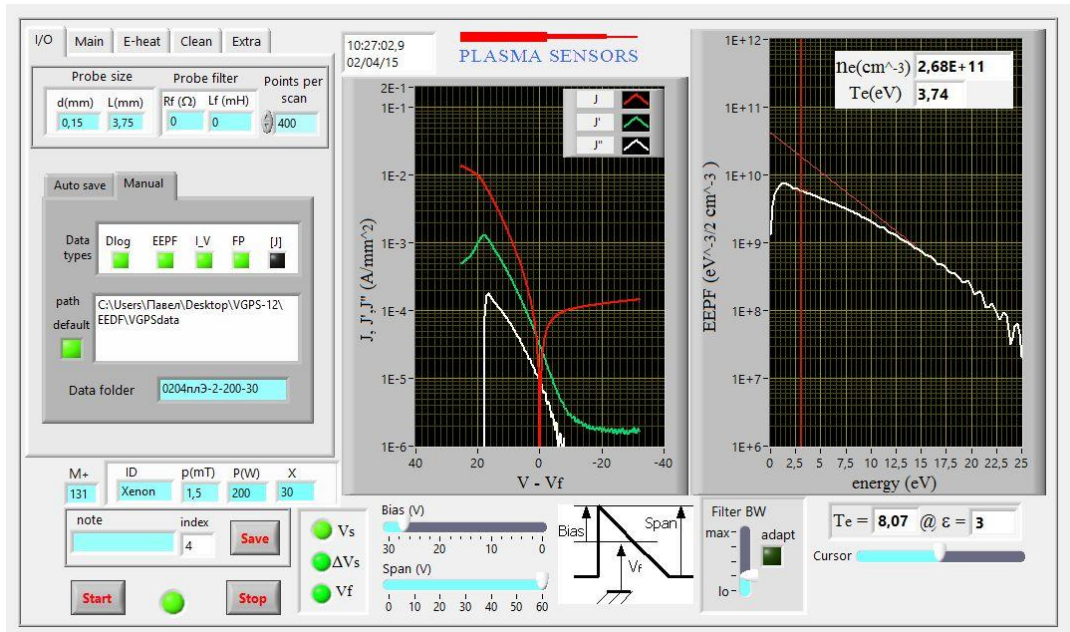 I/O Main E-heat Clean Extra
Probe size Probe filter Points per scan
d(mm) L(mm) Rf (Ω) Lf (mH)
0,15 3,75 0 0 400
Auto save Manual
Data types Dlog EEPF I_V FP [J]
path C:\Users\Павел\Desktop\VGPS-12\
EEDF\VGPSdata
default
Data folder 0204плЭ-2-200-30
M+ ID p(mT) P(W) X
131 Xenon 1,5 200 30
note index
4
Save
Start Stop
10:27:02,9
02/04/15
PLASMA SENSORS
J
J'
J"
2E-1
1E-1
1E-2
1E-3
1E-4
1E-5
1E-6
J, J',J" (A/mm^2)
40 20 0 -20 -40
V - Vf
Vs
ΔVs
Vf
Bias (V)
30 20 10 0
Span (V)
0 10 20 30 40 50 60
Bias Span
Vf
ne(cm^-3) 2,68E+11
Te(eV) 3,74
1E+12
1E+11
1E+10
1E+9
1E+8
1E+7
1E+6
EEPF (eV^-3/2 cm^-3 )
0 2,5 5 7,5 10 12,5 15 17,5 20 22,5 25
energy (eV)
Filter BW
max
adapt
lo
Te = 8,07 @ ε = 3
Cursor